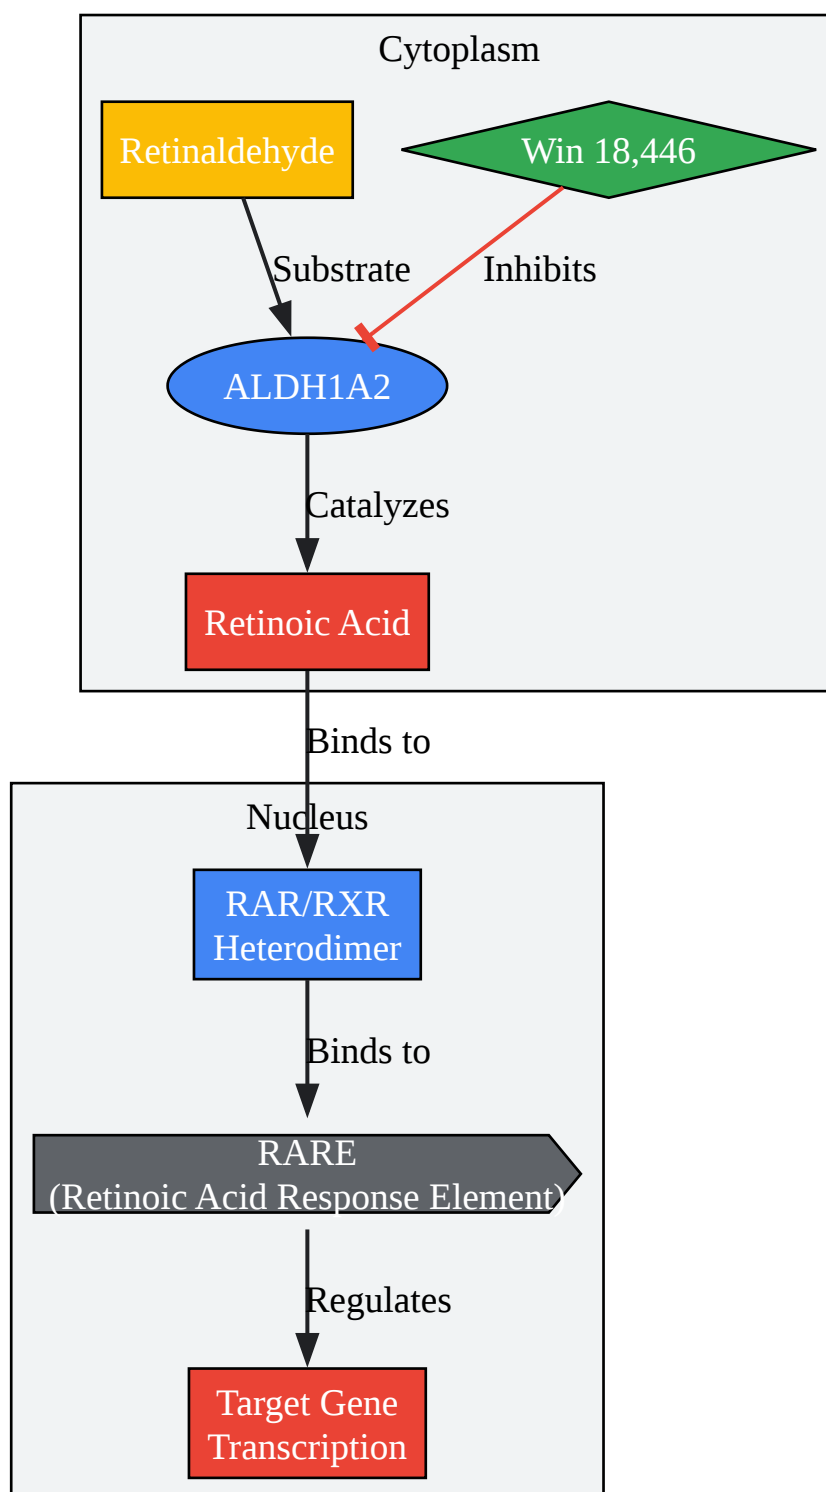 Cytoplasm
Retinaldehyde
Win 18,446
Substrate
Inhibits
ALDH1A2
Catalyzes
Retinoic Acid
Binds to
Nucleus
RAR/RXR
Heterodimer
Binds to
RARE
(Retinoic Acid Response Element)
Regulates
Target Gene
Transcription